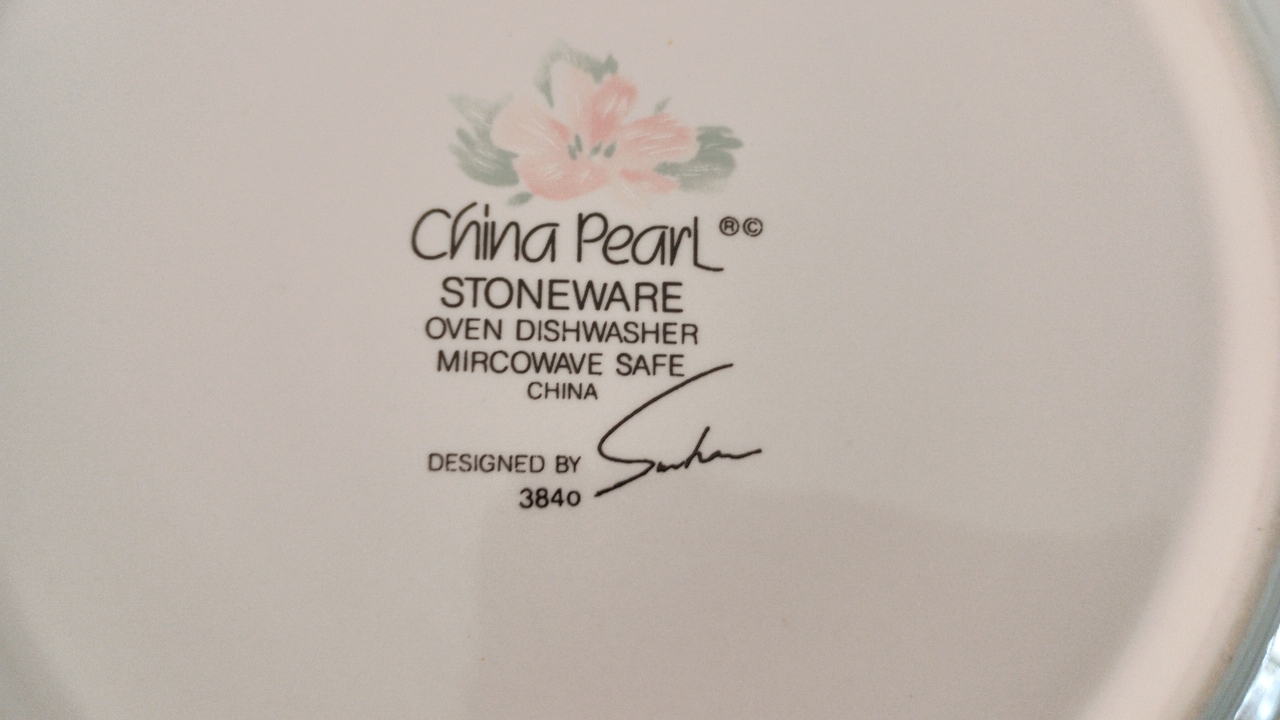 China Pearl ®©
STONEWARE
OVEN DISHWASHER
MIRCOWAVE SAFE
CHINA
DESIGNED BY
3840